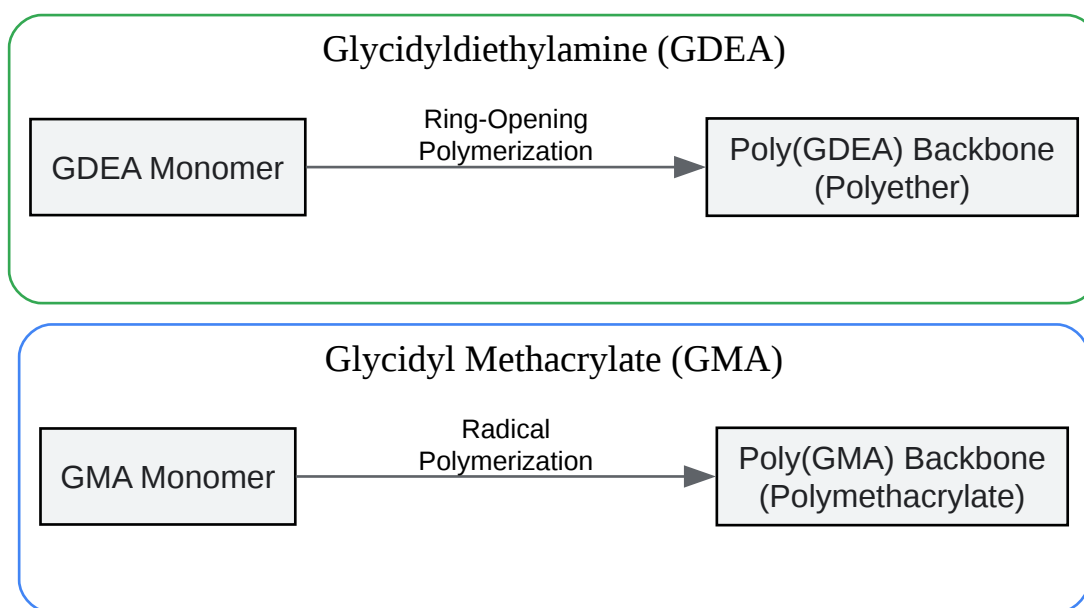 Glycidyldiethylamine (GDEA)
GDEA Monomer
Ring-Opening
Polymerization
Poly(GDEA) Backbone
(Polyether)
Glycidyl Methacrylate (GMA)
GMA Monomer
Radical
Polymerization
Poly(GMA) Backbone
(Polymethacrylate)